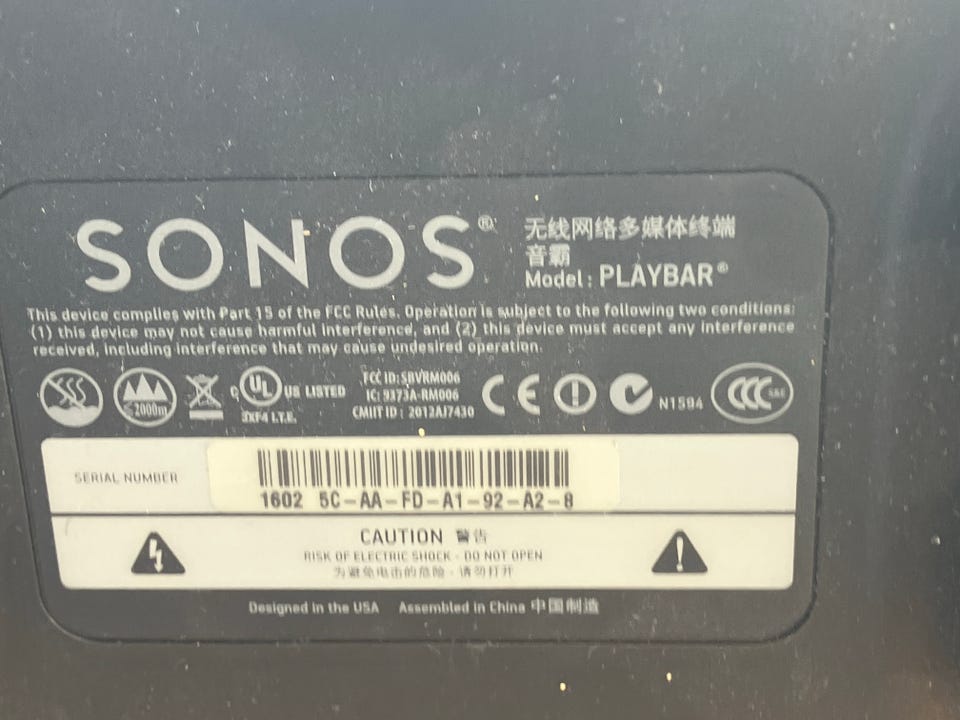 SONOS®
无线网络多媒体终端
音霸
Model: PLAYBAR®
This device complies with Part 15 of the FCC Rules. Operation is subject to the following two conditions:
(1) this device may not cause harmful interference, and (2) this device must accept any interference
received, including interference that may cause undesired operation.
≤2000m
c UL US LISTED
3XF4 I.T.E.
FCC ID: SBVRM006
IC: 9373A-RM006
CMIIT ID : 2012AJ7430
CE
N1594
CCC S&E
SERIAL NUMBER
1602 5C-AA-FD-A1-92-A2-8
CAUTION 警告
RISK OF ELECTRIC SHOCK - DO NOT OPEN
为避免电击的危险 - 请勿打开
Designed in the USA Assembled in China 中国制造